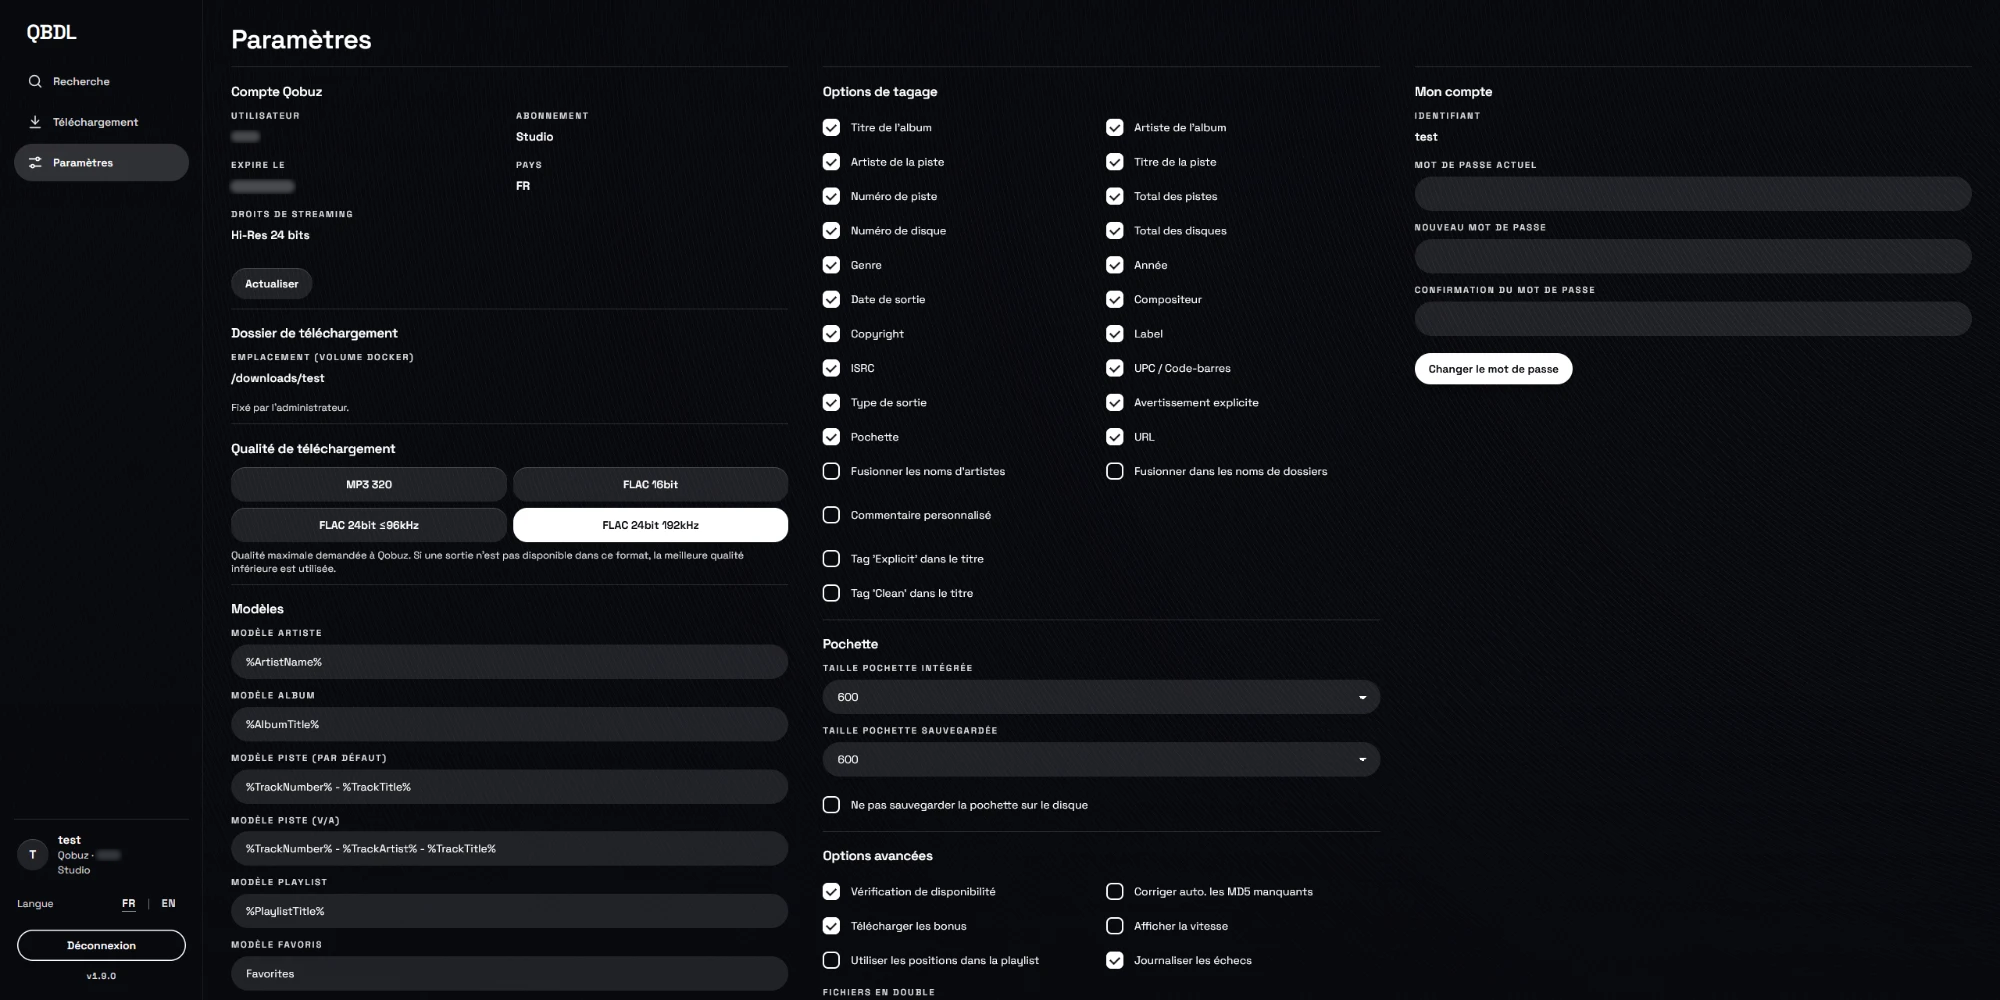 QBDL
Recherche
Téléchargement
Paramètres
test
T
Qobuz ·
Studio
Langue
FR | EN
Déconnexion
v1.9.0
Paramètres
Compte Qobuz
UTILISATEUR
ABONNEMENT
Studio
EXPIRE LE
PAYS
FR
DROITS DE STREAMING
Hi-Res 24 bits
Actualiser
Dossier de téléchargement
EMPLACEMENT (VOLUME DOCKER)
/downloads/test
Fixé par l'administrateur.
Qualité de téléchargement
MP3 320
FLAC 16bit
FLAC 24bit ≤96kHz
FLAC 24bit 192kHz
Qualité maximale demandée à Qobuz. Si une sortie n'est pas disponible dans ce format, la meilleure qualité
inférieure est utilisée.
Modèles
MODÈLE ARTISTE
%ArtistName%
MODÈLE ALBUM
%AlbumTitle%
MODÈLE PISTE (PAR DÉFAUT)
%TrackNumber% - %TrackTitle%
MODÈLE PISTE (V/A)
%TrackNumber% - %TrackArtist% - %TrackTitle%
MODÈLE PLAYLIST
%PlaylistTitle%
MODÈLE FAVORIS
Favorites
Options de tagage
Titre de l'album
Artiste de l'album
Artiste de la piste
Titre de la piste
Numéro de piste
Total des pistes
Numéro de disque
Total des disques
Genre
Année
Date de sortie
Compositeur
Copyright
Label
ISRC
UPC / Code-barres
Type de sortie
Avertissement explicite
Pochette
URL
Fusionner les noms d'artistes
Fusionner dans les noms de dossiers
Commentaire personnalisé
Tag 'Explicit' dans le titre
Tag 'Clean' dans le titre
Pochette
TAILLE POCHETTE INTÉGRÉE
600
TAILLE POCHETTE SAUVEGARDÉE
600
Ne pas sauvegarder la pochette sur le disque
Options avancées
Vérification de disponibilité
Corriger auto. les MD5 manquants
Télécharger les bonus
Afficher la vitesse
Utiliser les positions dans la playlist
Journaliser les échecs
FICHIERS EN DOUBLE
Mon compte
IDENTIFIANT
test
MOT DE PASSE ACTUEL
NOUVEAU MOT DE PASSE
CONFIRMATION DU MOT DE PASSE
Changer le mot de passe